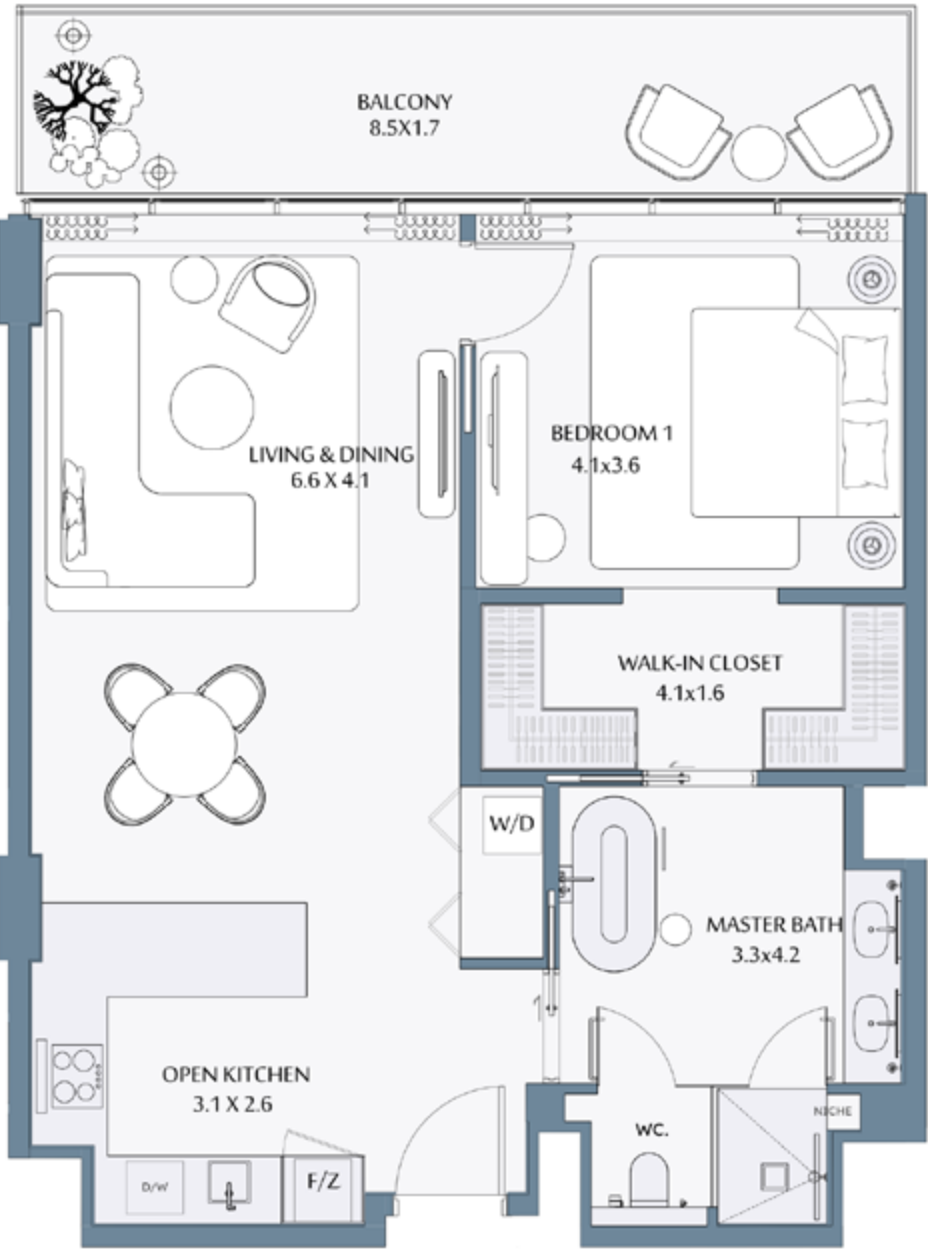 BALCONY
8.5X1.7
LIVING & DINING
6.6 X 4.1
BEDROOM 1
4.1x3.6
WALK-IN CLOSET
4.1x1.6
W/D
MASTER BATH
3.3x4.2
OPEN KITCHEN
3.1 X 2.6
NICHE
WC.
D/W
F/Z